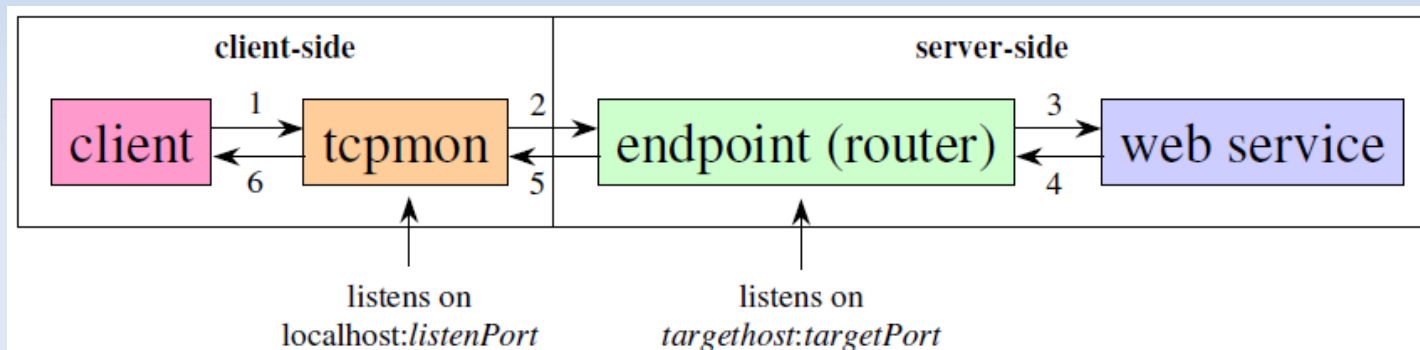 client-side
server-side
1
2
3
client
tcpmon
endpoint (router)
web service
6
5
4
listens on
localhost:listenPort
listens on
targethost:targetPort